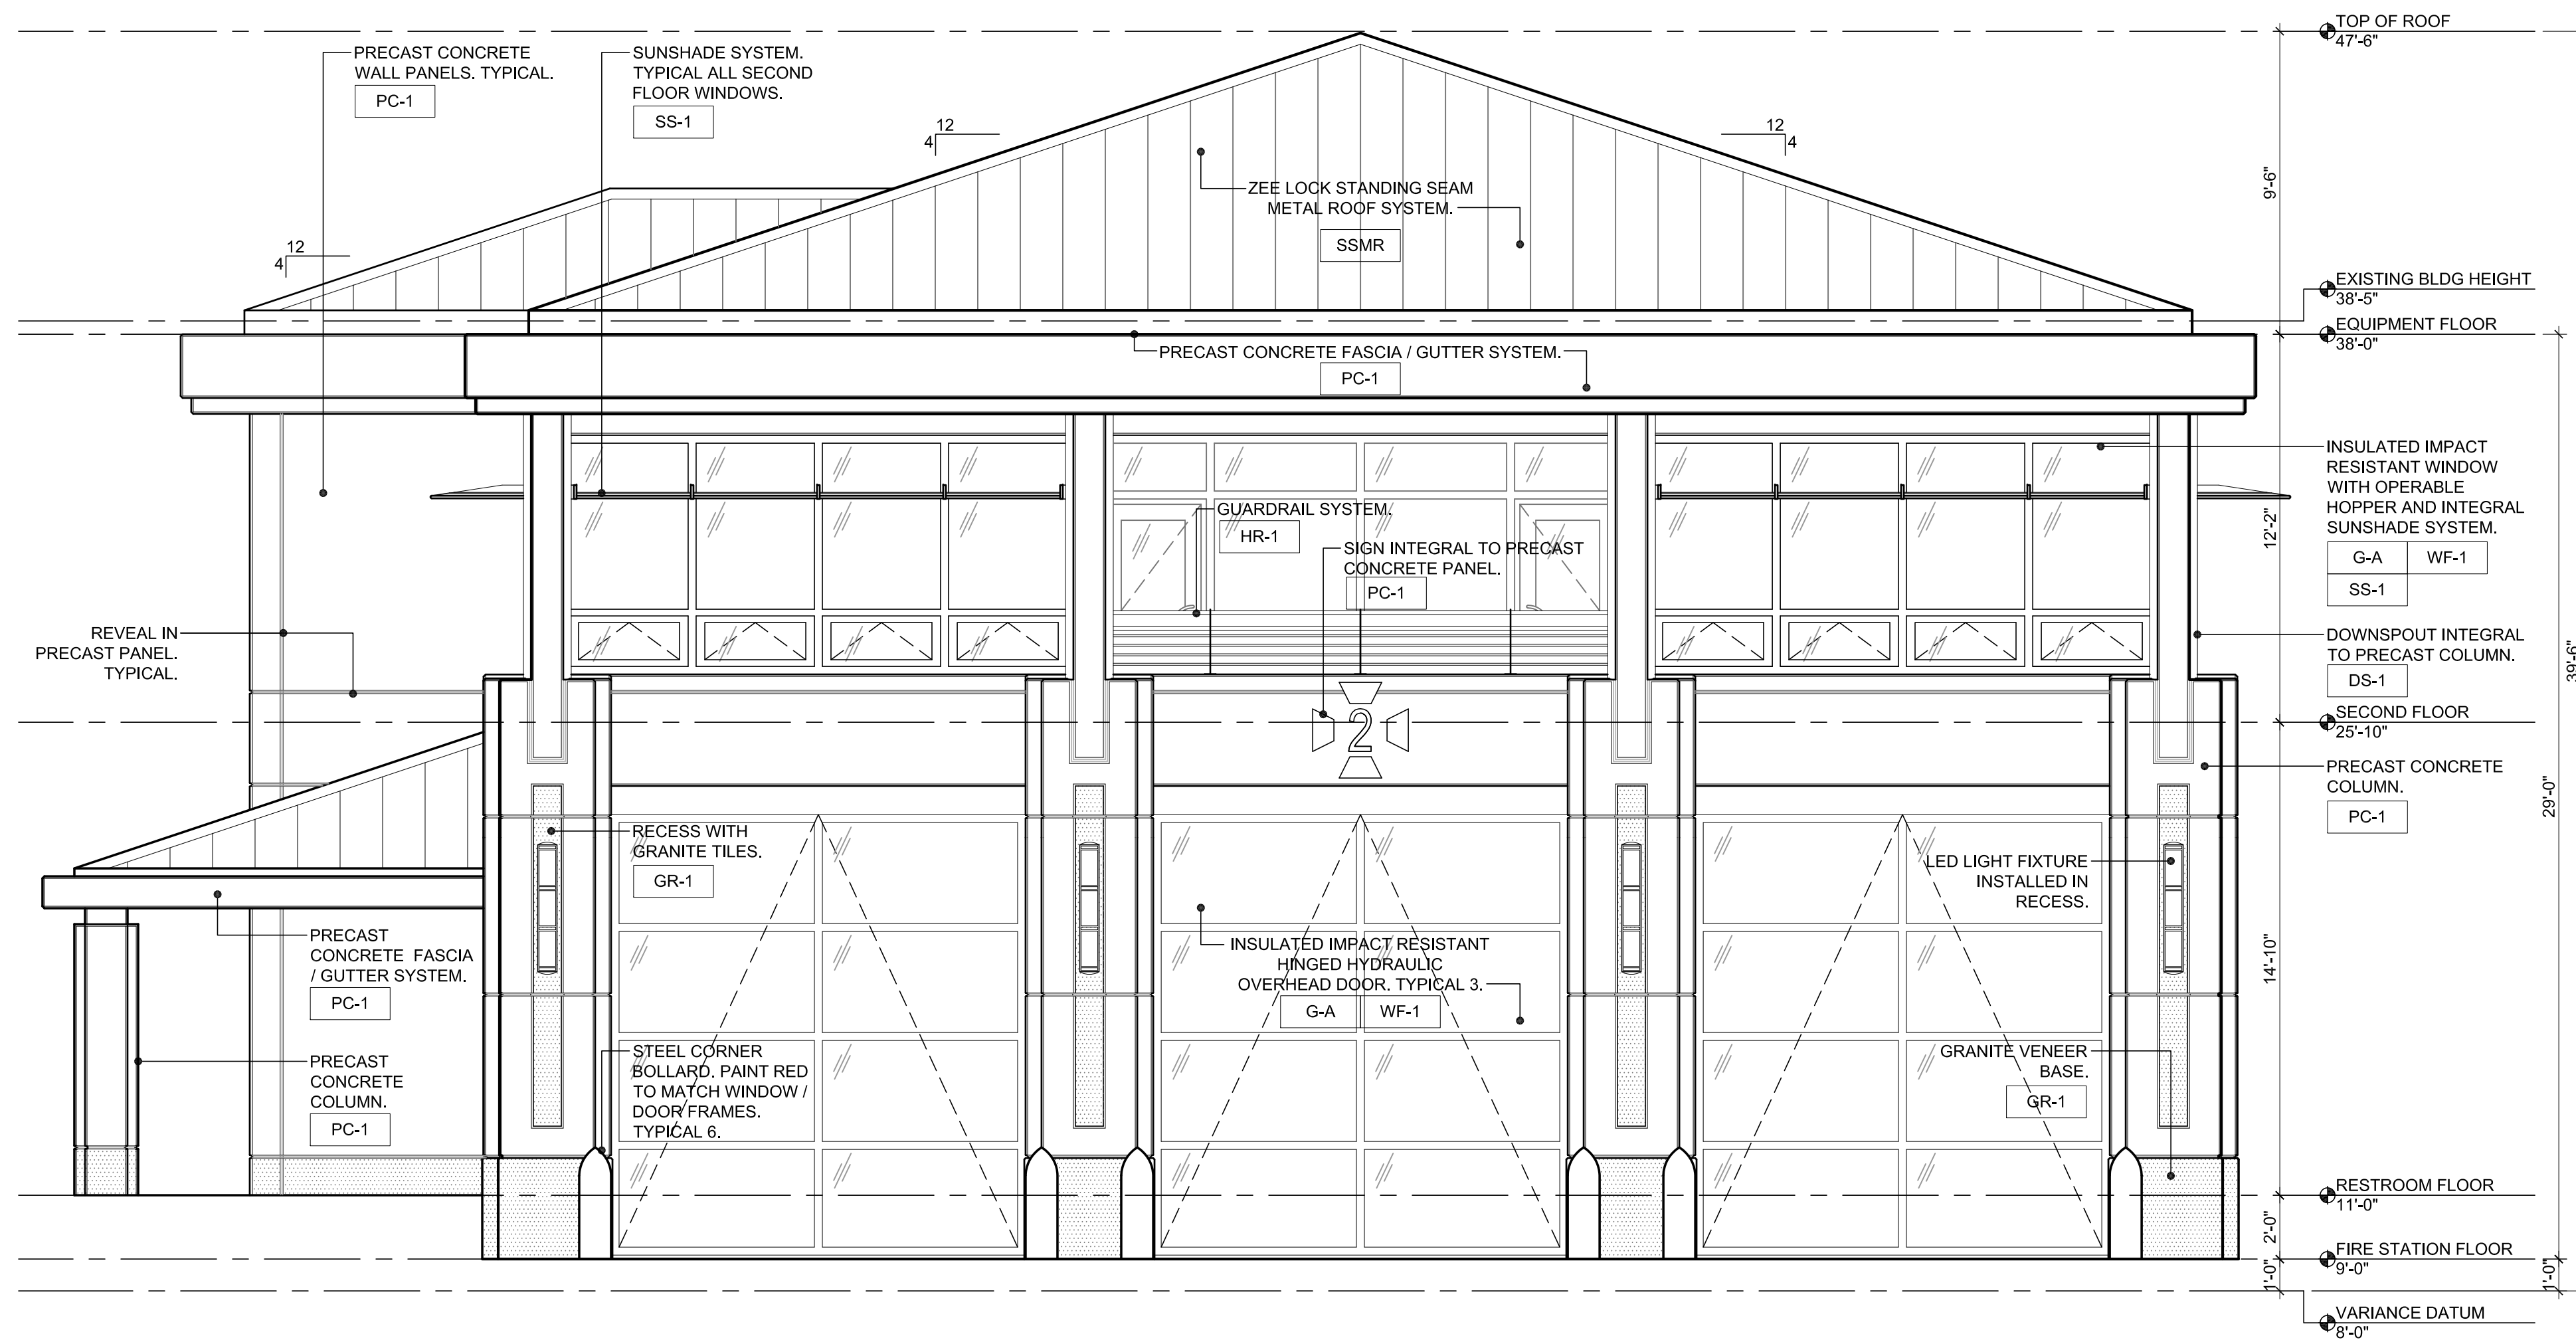 TOP OF ROOF
47'-6"
PRECAST CONCRETE
WALL PANELS. TYPICAL.
PC-1
SUNSHADE SYSTEM.
TYPICAL ALL SECOND
FLOOR WINDOWS.
SS-1
12
4
12
4
9'-6"
ZEE LOCK STANDING SEAM
METAL ROOF SYSTEM.
SSMR
12
4
EXISTING BLDG HEIGHT
38'-5"
EQUIPMENT FLOOR
38'-0"
PRECAST CONCRETE FASCIA / GUTTER SYSTEM.
PC-1
INSULATED IMPACT
RESISTANT WINDOW
WITH OPERABLE
HOPPER AND INTEGRAL
SUNSHADE SYSTEM.
G-A
WF-1
SS-1
12'-2"
GUARDRAIL SYSTEM.
HR-1
SIGN INTEGRAL TO PRECAST
CONCRETE PANEL.
PC-1
REVEAL IN
PRECAST PANEL.
TYPICAL.
DOWNSPOUT INTEGRAL
TO PRECAST COLUMN.
DS-1
39'-6"
2
SECOND FLOOR
25'-10"
PRECAST CONCRETE
COLUMN.
PC-1
29'-0"
RECESS WITH
GRANITE TILES.
GR-1
LED LIGHT FIXTURE
INSTALLED IN
RECESS.
PRECAST
CONCRETE FASCIA
/ GUTTER SYSTEM.
PC-1
INSULATED IMPACT RESISTANT
HINGED HYDRAULIC
OVERHEAD DOOR. TYPICAL 3.
G-A
WF-1
14'-10"
PRECAST
CONCRETE
COLUMN.
PC-1
STEEL CORNER
BOLLARD. PAINT RED
TO MATCH WINDOW /
DOOR FRAMES.
TYPICAL 6.
GRANITE VENEER
BASE.
GR-1
RESTROOM FLOOR
11'-0"
2'-0"
FIRE STATION FLOOR
9'-0"
1'-0"
1'-0"
VARIANCE DATUM
8'-0"